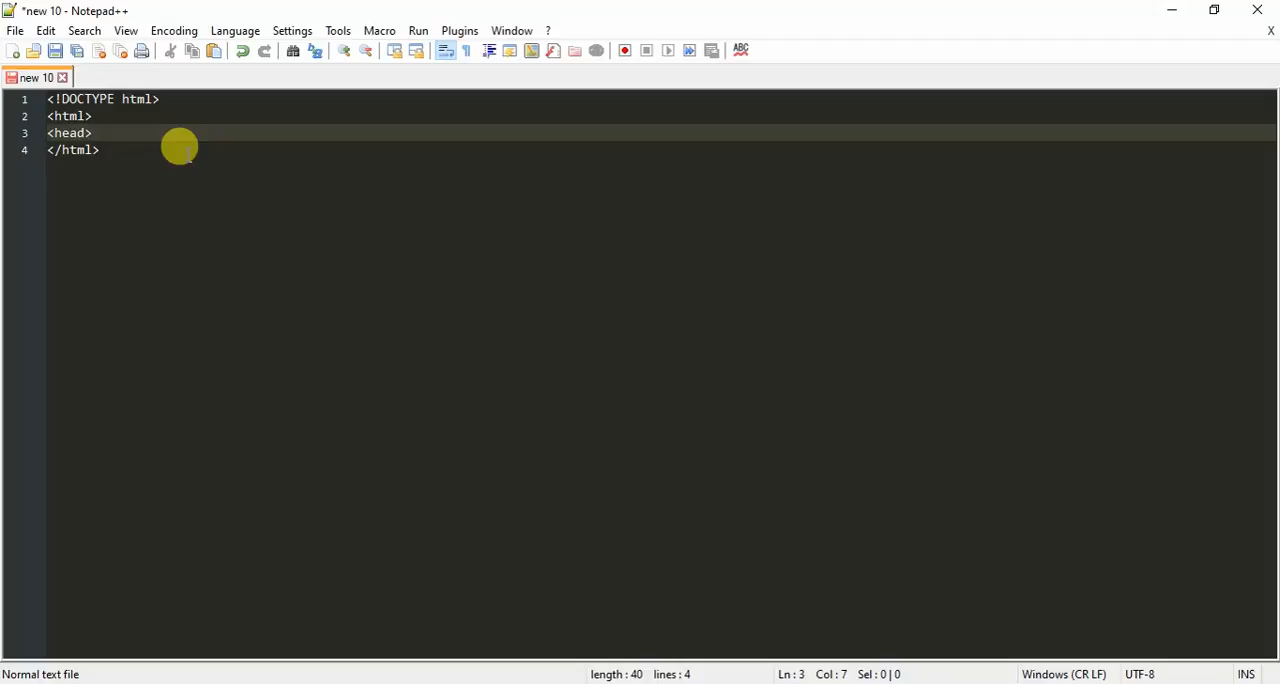 *new 10 - Notepad++
File Edit Search View Encoding Language Settings Tools Macro Run Plugins Window ? X
ABC
new 10
1 <!DOCTYPE html>
2 <html>
3 <head>
4 </html>
Normal text file length : 40 lines : 4 Ln : 3 Col : 7 Sel : 0 | 0 Windows (CR LF) UTF-8 INS